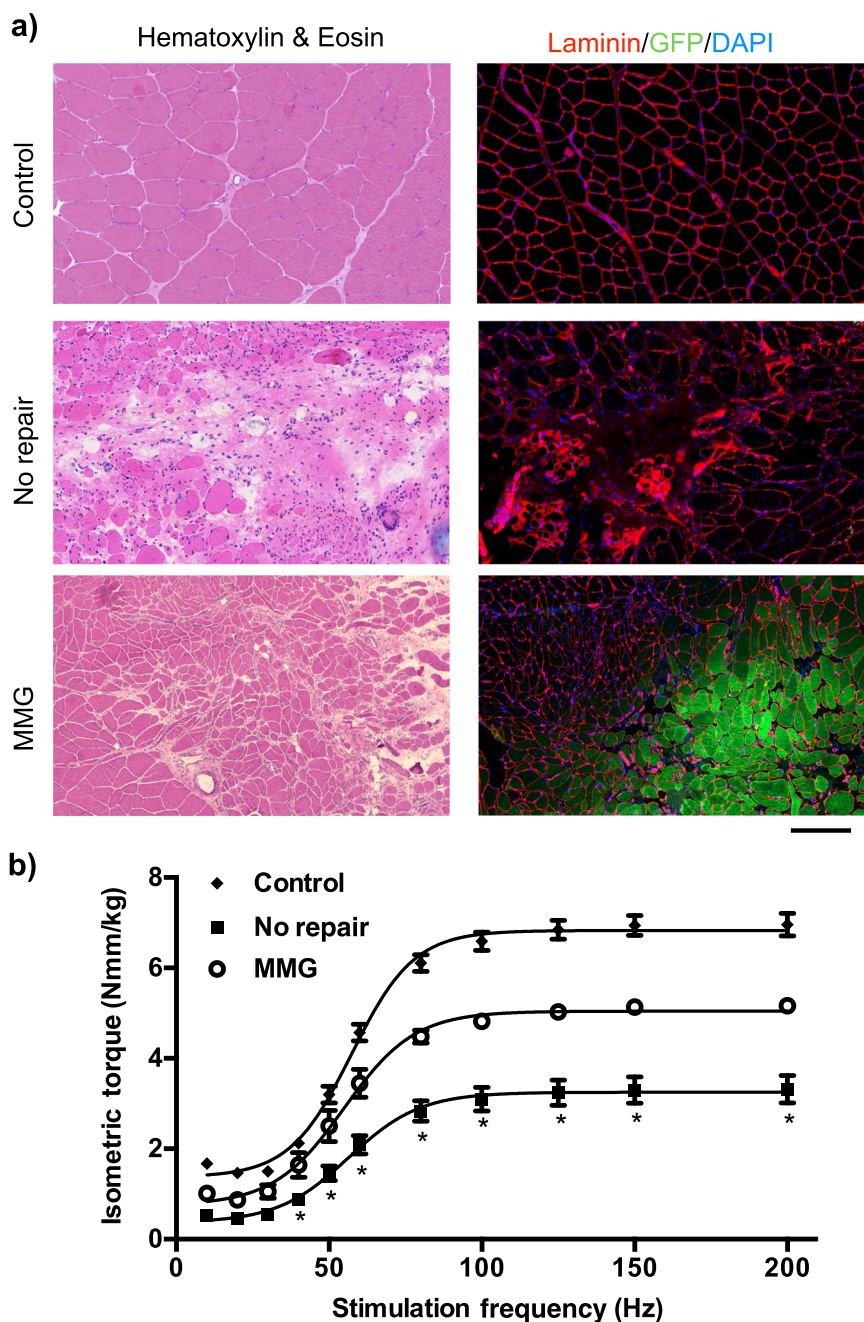 a)
Hematoxylin & Eosin
Laminin/GFP/DAPI
Control
No repair
MMG
b)
Control
No repair
MMG
Isometric torque (Nmm/kg)
8
6
4
2
0
* * * * * * * *
0 50 100 150 200
Stimulation frequency (Hz)